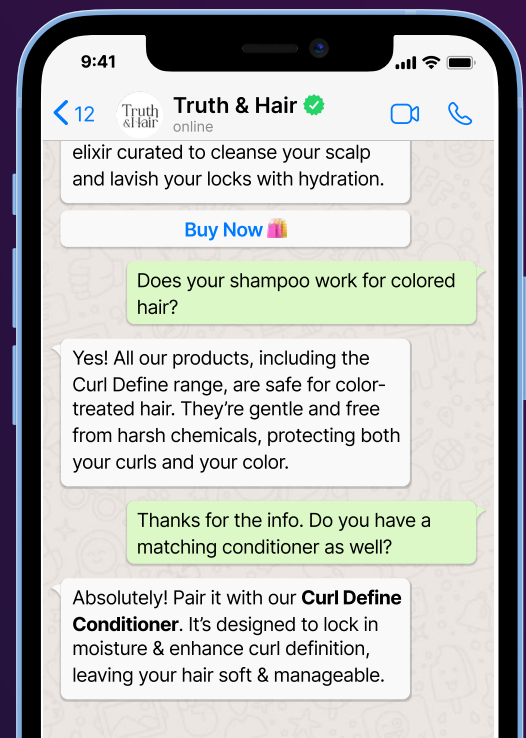 9:41
12
Truth
&Hair
Truth & Hair
online
elixir curated to cleanse your scalp
and lavish your locks with hydration.
Buy Now 🛍️
Does your shampoo work for colored
hair?
Yes! All our products, including the
Curl Define range, are safe for color-
treated hair. They’re gentle and free
from harsh chemicals, protecting both
your curls and your color.
Thanks for the info. Do you have a
matching conditioner as well?
Absolutely! Pair it with our Curl Define
Conditioner. It’s designed to lock in
moisture & enhance curl definition,
leaving your hair soft & manageable.